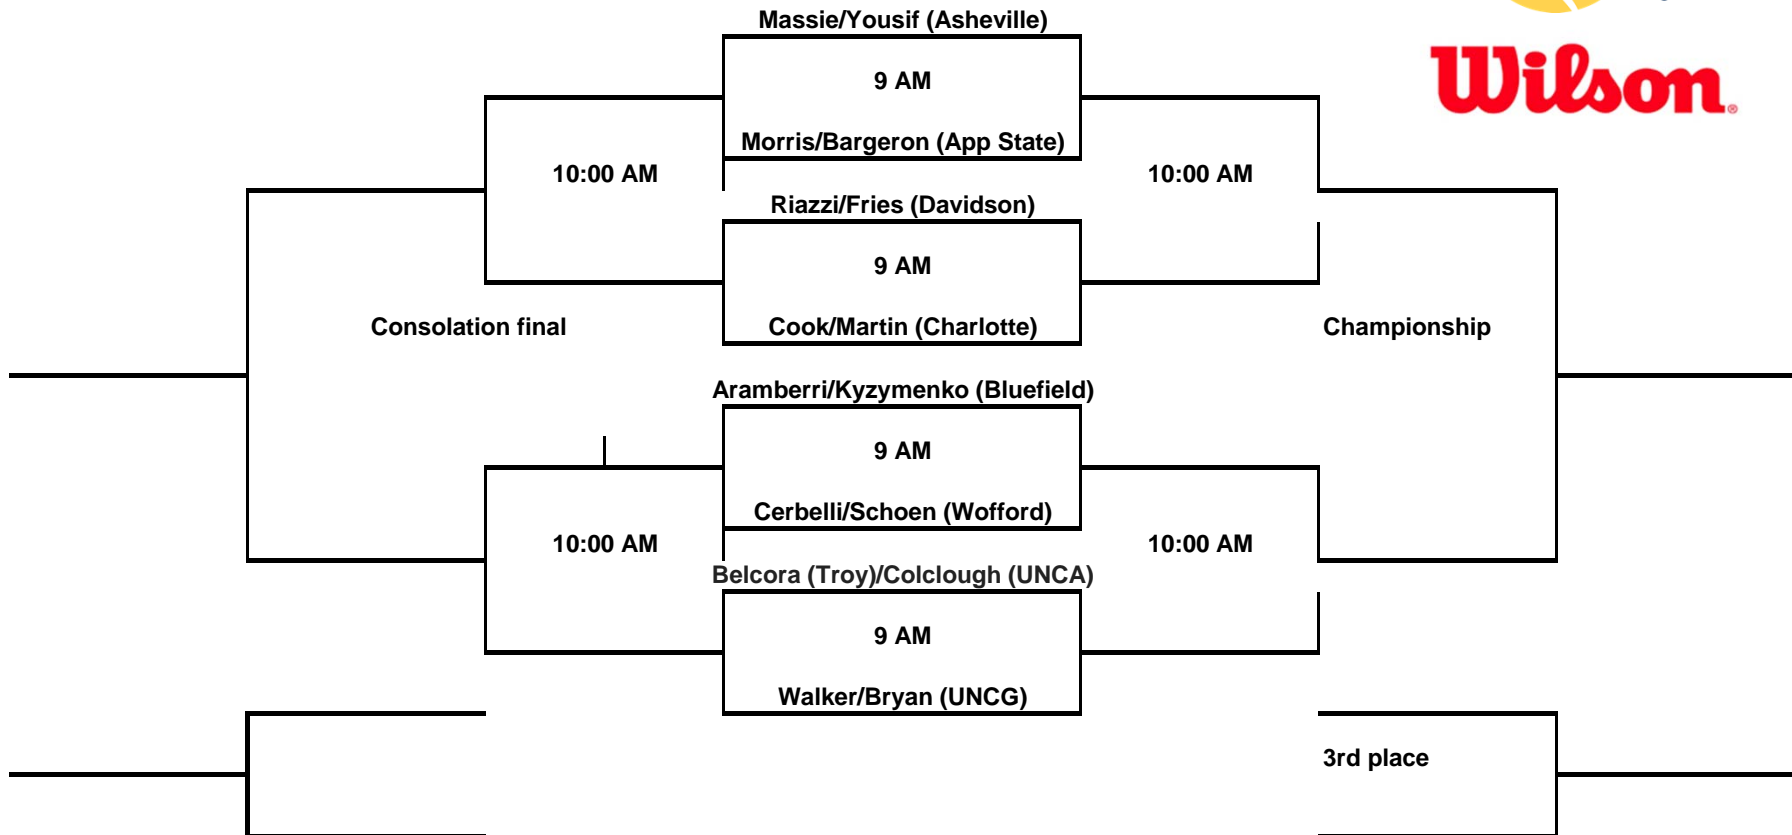 Massie/Yousif (Asheville)
9 AM
Wilson
Morris/Bargeron (App State)
10:00 AM
10:00 AM
Riazzi/Fries (Davidson)
9 AM
Consolation final
Cook/Martin (Charlotte)
Championship
Aramberri/Kyzymenko (Bluefield)
9 AM
Cerbelli/Schoen (Wofford)
10:00 AM
10:00 AM
Belcora (Troy)/Colclough (UNCA)
9 AM
Walker/Bryan (UNCG)
3rd place